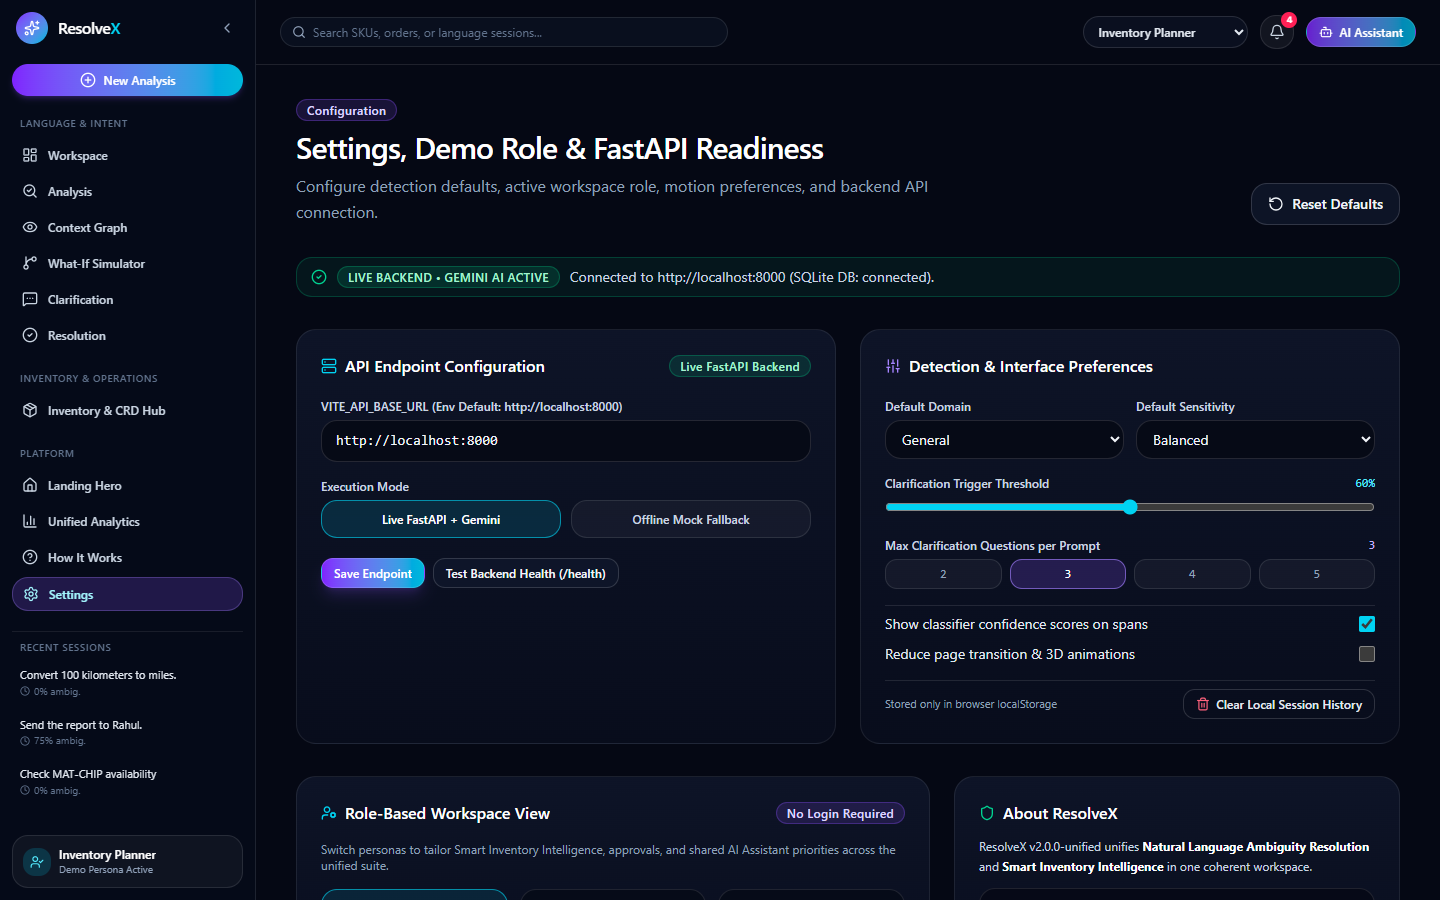 ResolveX
New Analysis
LANGUAGE & INTENT
Workspace
Analysis
Context Graph
What-If Simulator
Clarification
Resolution
INVENTORY & OPERATIONS
Inventory & CRD Hub
PLATFORM
Landing Hero
Unified Analytics
How It Works
Settings
RECENT SESSIONS
Convert 100 kilometers to miles.
0% ambig.
Send the report to Rahul.
75% ambig.
Check MAT-CHIP availability
0% ambig.
Inventory Planner
Demo Persona Active
Search SKUs, orders, or language sessions...
Inventory Planner
4
AI Assistant
Configuration
Settings, Demo Role & FastAPI Readiness
Configure detection defaults, active workspace role, motion preferences, and backend API
connection.
Reset Defaults
LIVE BACKEND • GEMINI AI ACTIVE
Connected to http://localhost:8000 (SQLite DB: connected).
API Endpoint Configuration
Live FastAPI Backend
VITE_API_BASE_URL (Env Default: http://localhost:8000)
http://localhost:8000
Execution Mode
Live FastAPI + Gemini
Offline Mock Fallback
Save Endpoint
Test Backend Health (/health)
Detection & Interface Preferences
Default Domain
Default Sensitivity
General
Balanced
Clarification Trigger Threshold
60%
Max Clarification Questions per Prompt
3
2
3
4
5
Show classifier confidence scores on spans
Reduce page transition & 3D animations
Stored only in browser localStorage
Clear Local Session History
Role-Based Workspace View
No Login Required
Switch personas to tailor Smart Inventory Intelligence, approvals, and shared AI Assistant priorities across the
unified suite.
About ResolveX
ResolveX v2.0.0-unified unifies Natural Language Ambiguity Resolution
and Smart Inventory Intelligence in one coherent workspace.